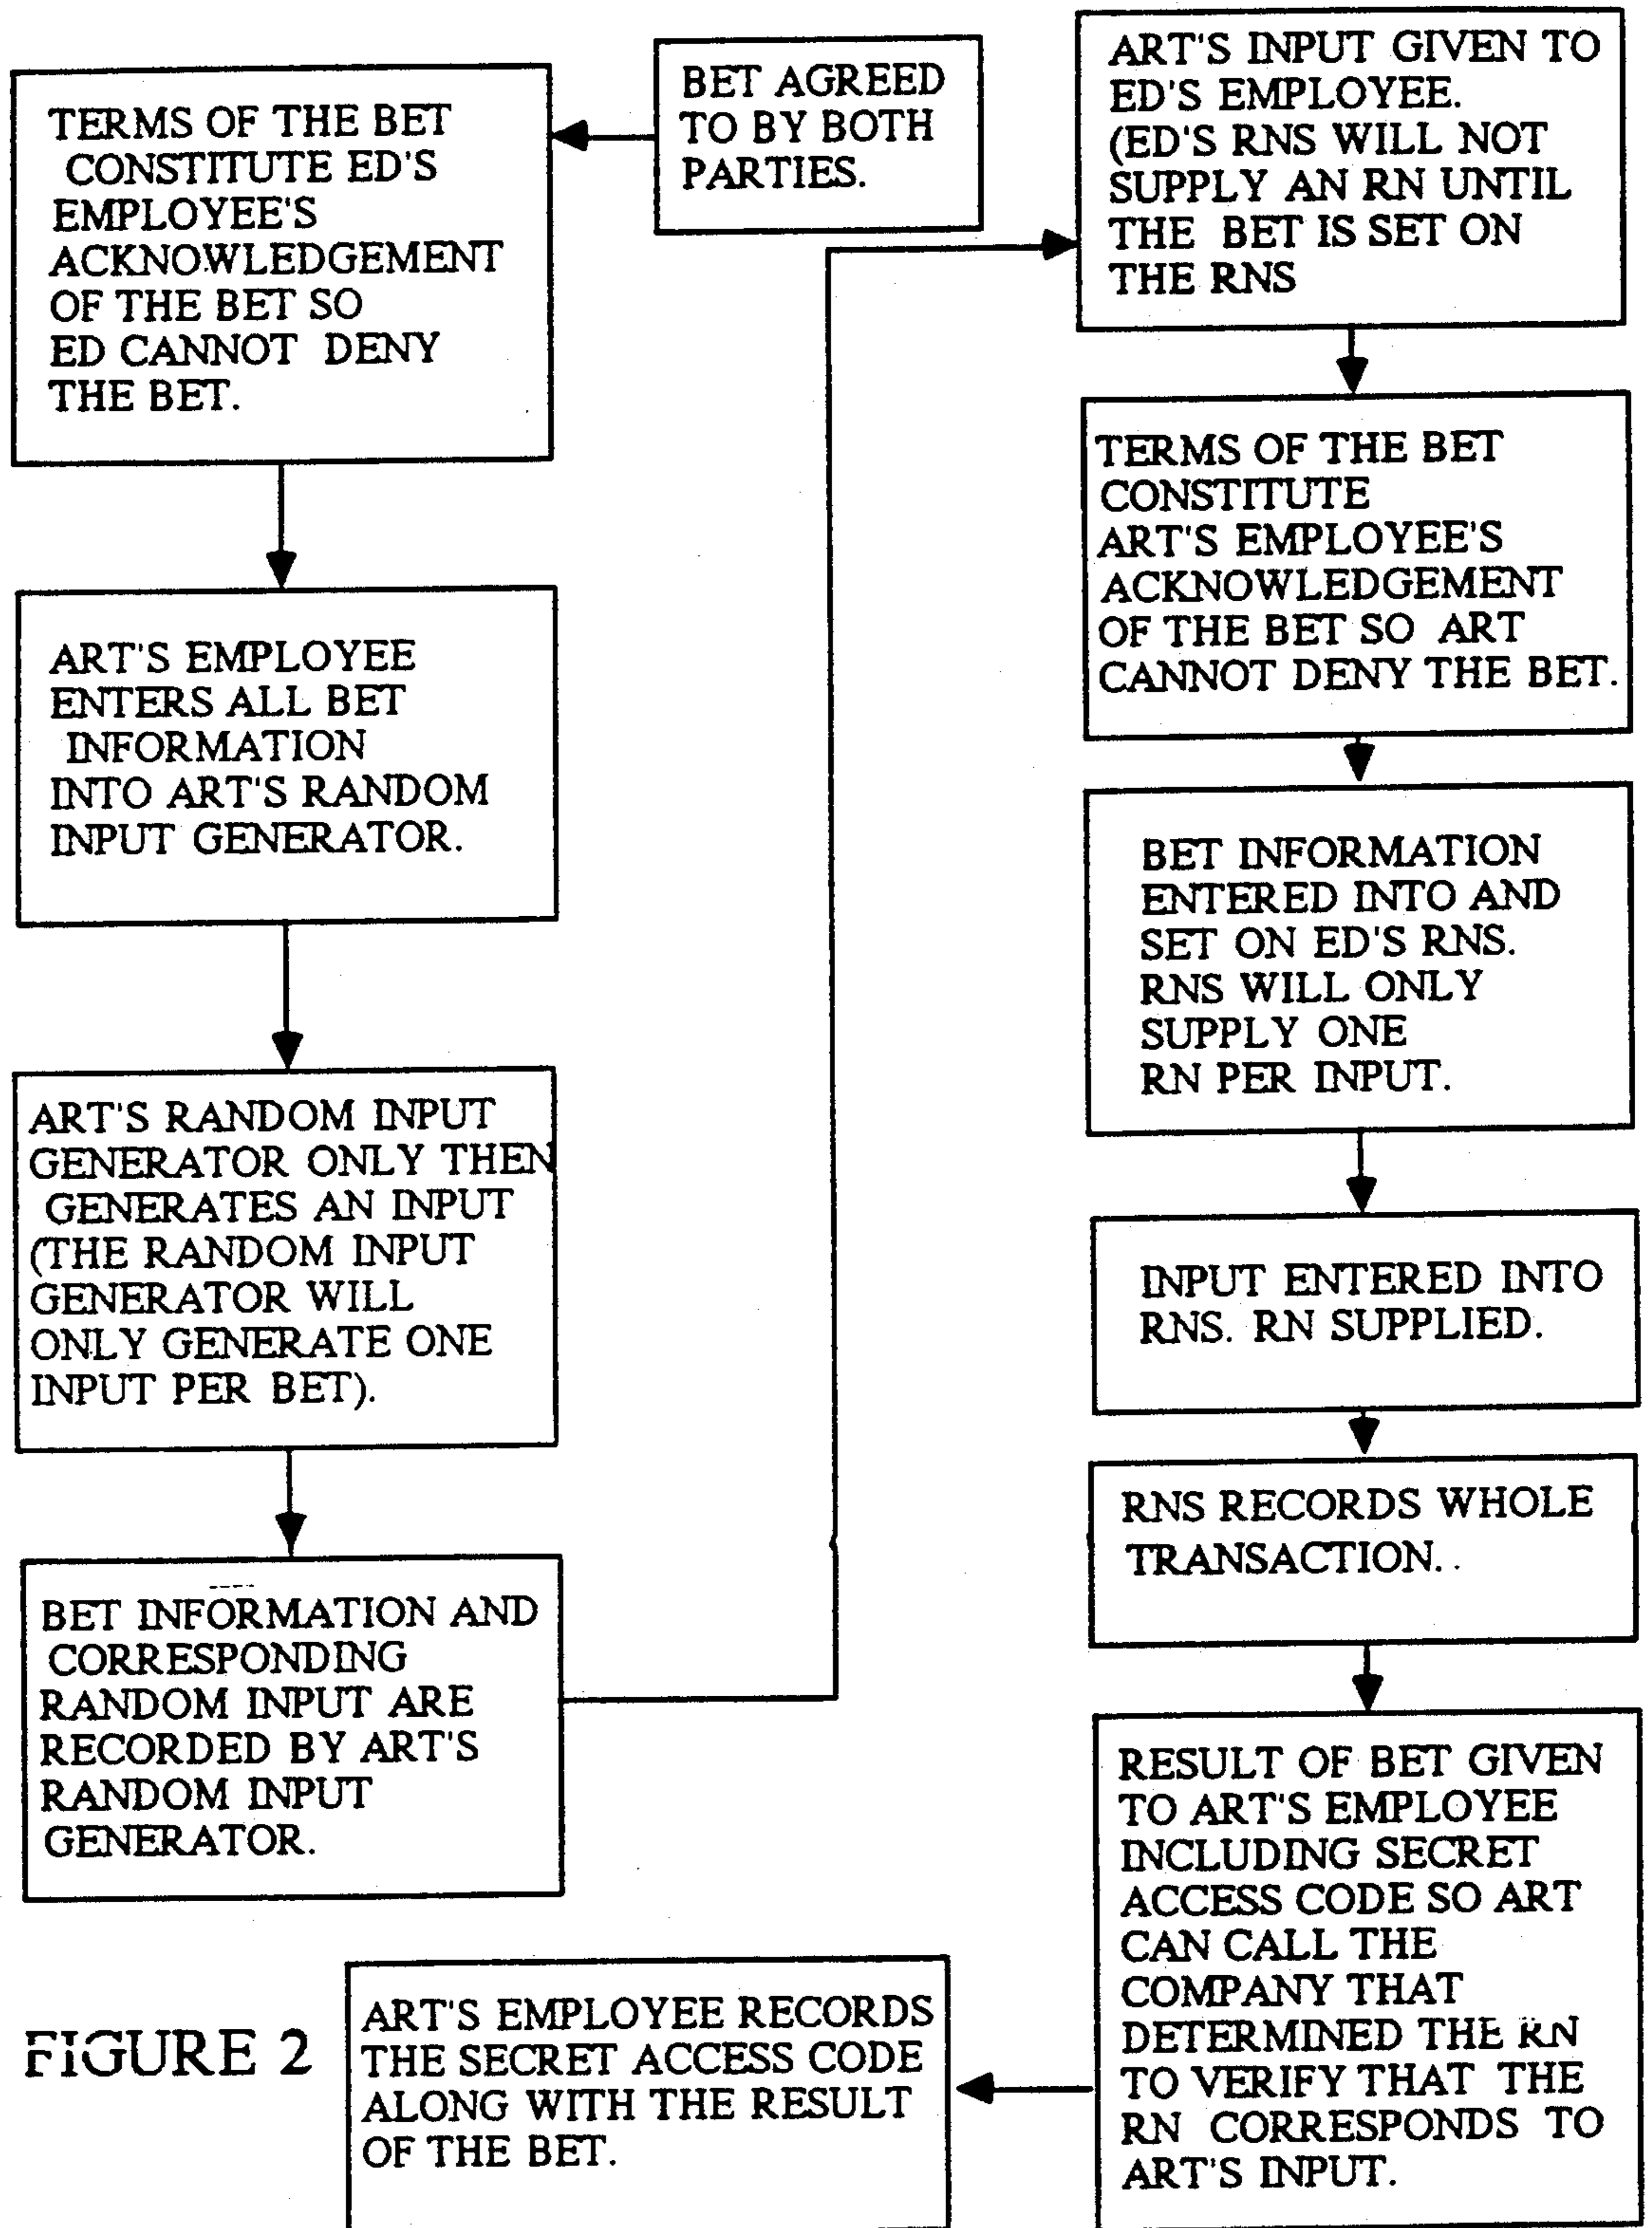 BET AGREED
TO BY BOTH
PARTIES.
TERMS OF THE BET
CONSTITUTE ED'S
EMPLOYEE'S
ACKNOWLEDGEMENT
OF THE BET SO
ED CANNOT DENY
THE BET.
ART'S EMPLOYEE
ENTERS ALL BET
INFORMATION
INTO ART'S RANDOM
INPUT GENERATOR.
ART'S RANDOM INPUT
GENERATOR ONLY THEN
GENERATES AN INPUT
(THE RANDOM INPUT
GENERATOR WILL
ONLY GENERATE ONE
INPUT PER BET).
BET INFORMATION AND
CORRESPONDING
RANDOM INPUT ARE
RECORDED BY ART'S
RANDOM INPUT
GENERATOR.
ART'S INPUT GIVEN TO
ED'S EMPLOYEE.
(ED'S RNS WILL NOT
SUPPLY AN RN UNTIL
THE BET IS SET ON
THE RNS
TERMS OF THE BET
CONSTITUTE
ART'S EMPLOYEE'S
ACKNOWLEDGEMENT
OF THE BET SO ART
CANNOT DENY THE BET.
BET INFORMATION
ENTERED INTO AND
SET ON ED'S RNS.
RNS WILL ONLY
SUPPLY ONE
RN PER INPUT.
INPUT ENTERED INTO
RNS. RN SUPPLIED.
RNS RECORDS WHOLE
TRANSACTION. .
RESULT OF BET GIVEN
TO ART'S EMPLOYEE
INCLUDING SECRET
ACCESS CODE SO ART
CAN CALL THE
COMPANY THAT
DETERMINED THE RN
TO VERIFY THAT THE
RN CORRESPONDS TO
ART'S INPUT.
ART'S EMPLOYEE RECORDS
THE SECRET ACCESS CODE
ALONG WITH THE RESULT
OF THE BET.
FIGURE 2